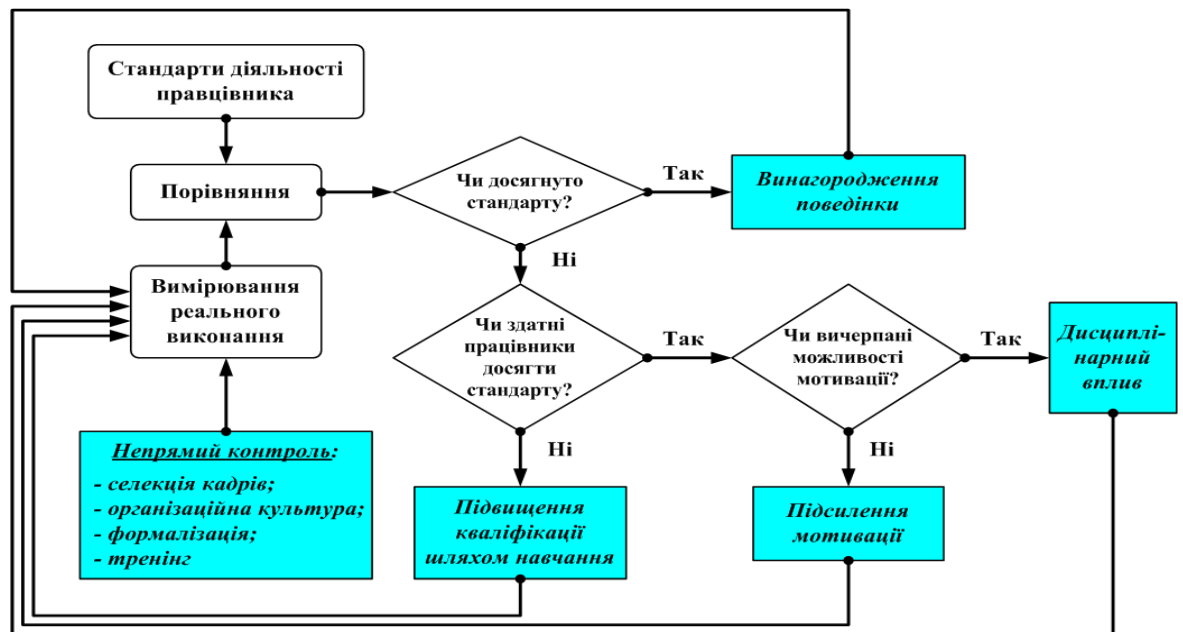 Стандарти діяльності
правцівника
Порівняння
Чи досягнуто
стандарту?
Так
Винагородження
поведінки
Ні
Вимірювання
реального
виконання
Чи здатні
працівники
досягти
стандарту?
Так
Чи вичерпані
можливості
мотивації?
Так
Дисциплі-
нарний
вплив
Ні
Ні
Непрямий контроль:
- селекція кадрів;
- організаційна культура;
- формалізація;
- тренінг
Підвищення
кваліфікації
шляхом навчання
Підсилення
мотивації